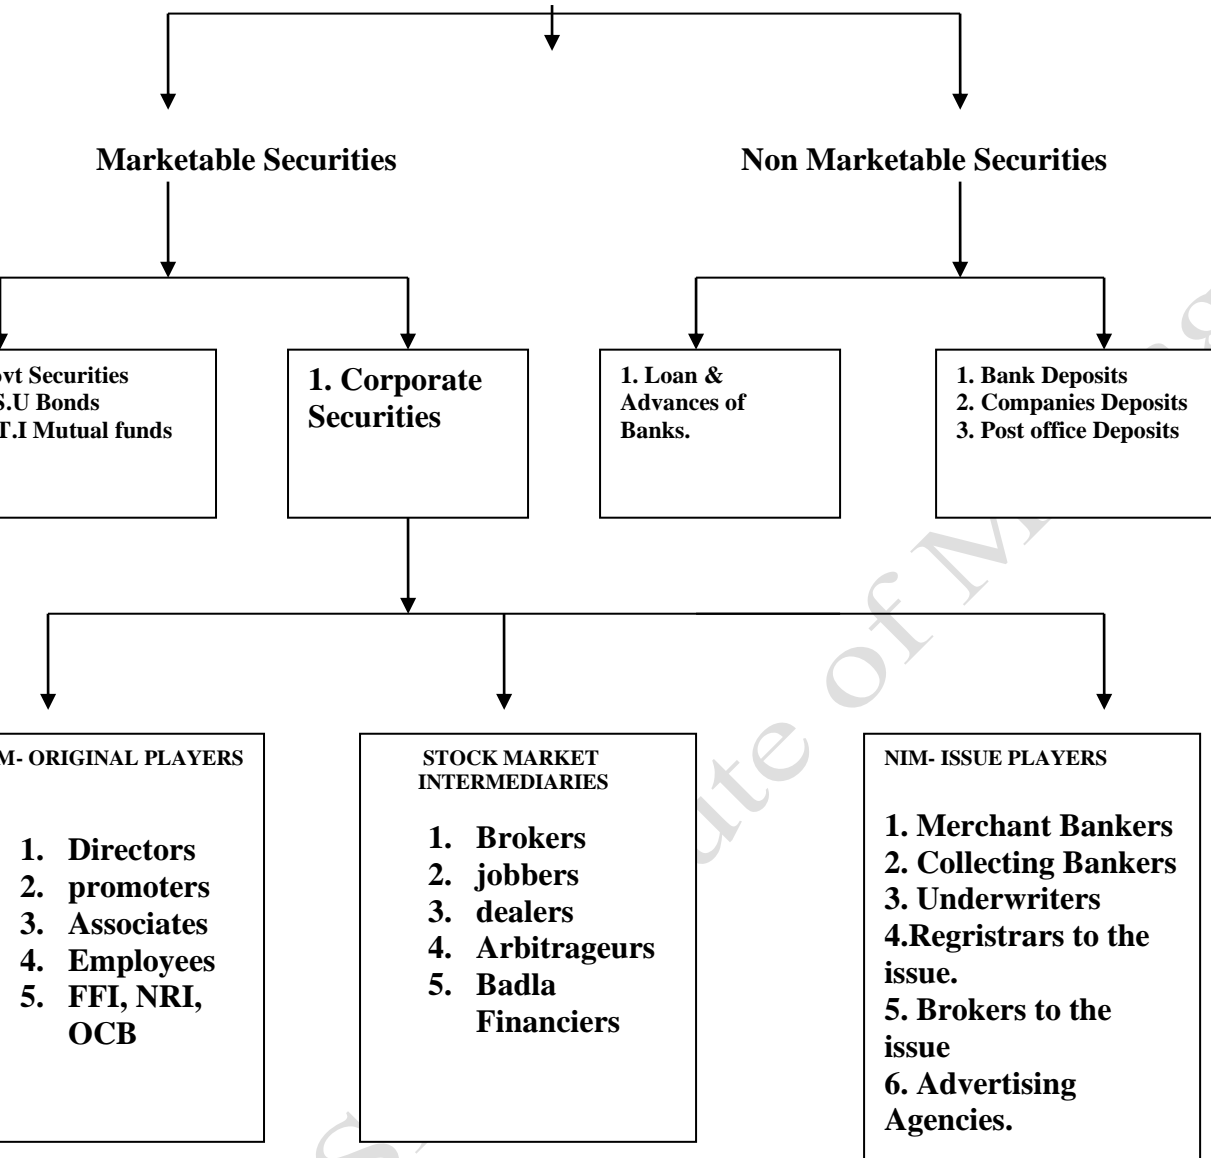 Marketable Securities
Non Marketable Securities
ovt Securities
S.U Bonds
T.I Mutual funds
1. Corporate
Securities
1. Loan &
Advances of
Banks.
1. Bank Deposits
2. Companies Deposits
3. Post office Deposits
M- ORIGINAL PLAYERS
1. Directors
2. promoters
3. Associates
4. Employees
5. FFI, NRI,
OCB
STOCK MARKET
INTERMEDIARIES
1. Brokers
2. jobbers
3. dealers
4. Arbitrageurs
5. Badla
Financiers
NIM- ISSUE PLAYERS
1. Merchant Bankers
2. Collecting Bankers
3. Underwriters
4.Regristrars to the
issue.
5. Brokers to the
issue
6. Advertising
Agencies.
ute of M